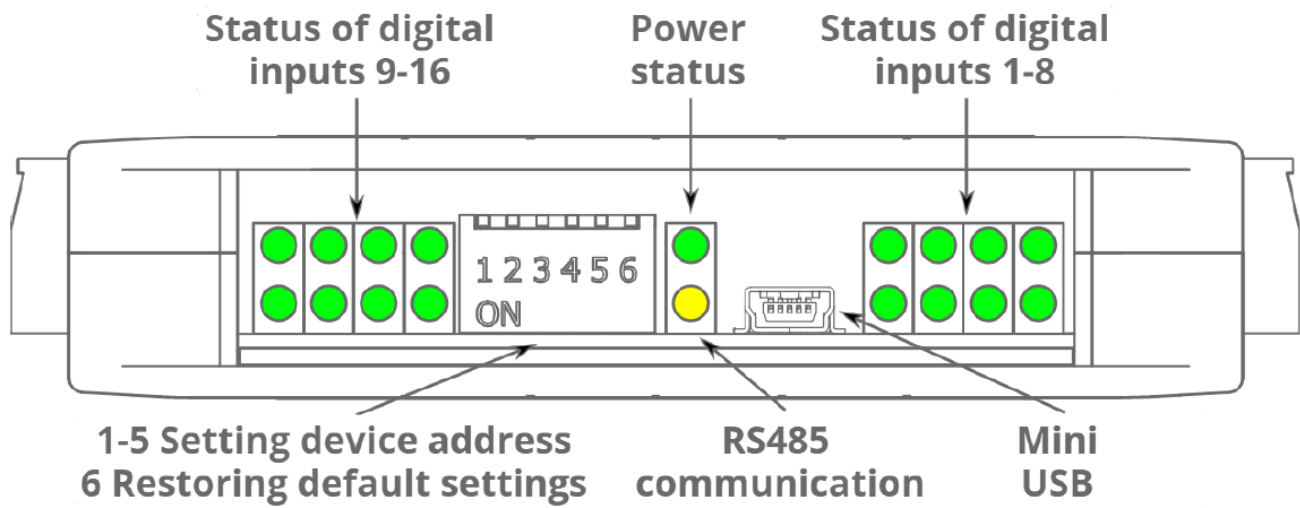 Status of digital
inputs 9-16
Power
status
Status of digital
inputs 1-8
1 2 3 4 5 6
ON
1-5 Setting device address
6 Restoring default settings
RS485
communication
Mini
USB